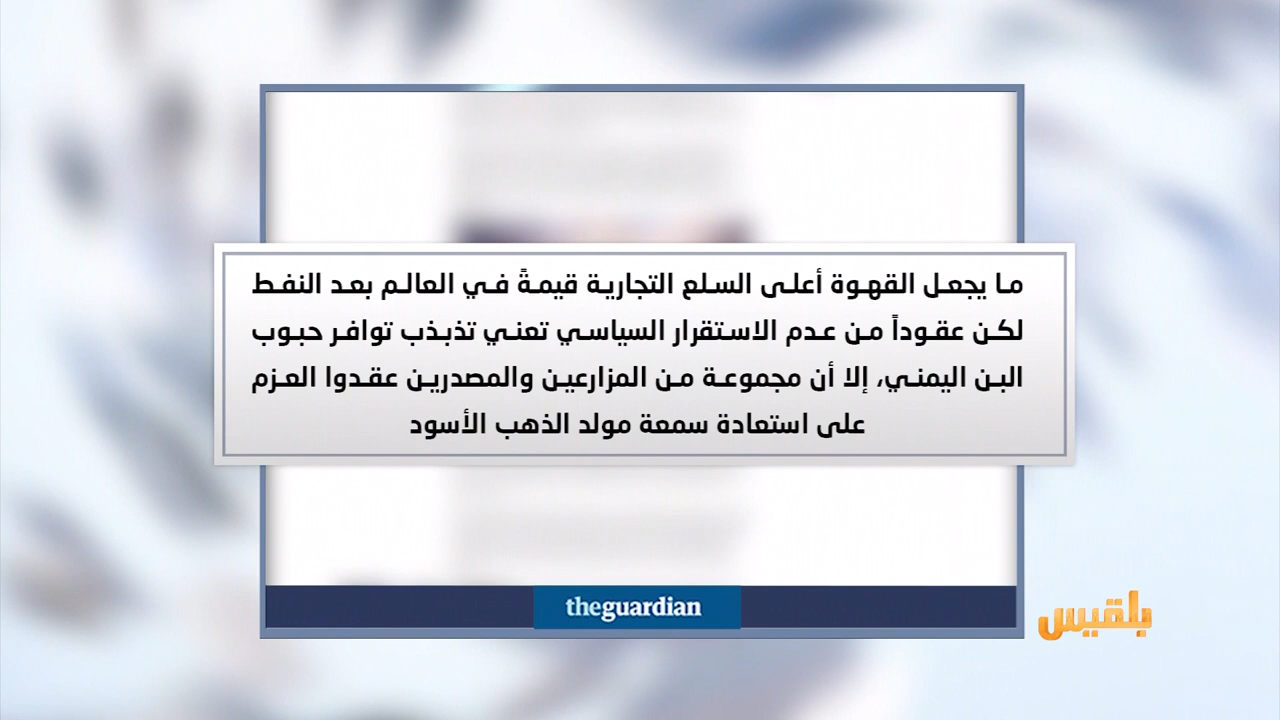 ما يجعل القهوة أعلى السلع التجارية قيمةً في العالم بعد النفط
لكن عقوداً من عدم الاستقرار السياسي تعني تذبذب توافر حبوب
البن اليمني، إلا أن مجموعة من المزارعين والمصدرين عقدوا العزم
على استعادة سمعة مولد الذهب الأسود
theguardian
بلقيس